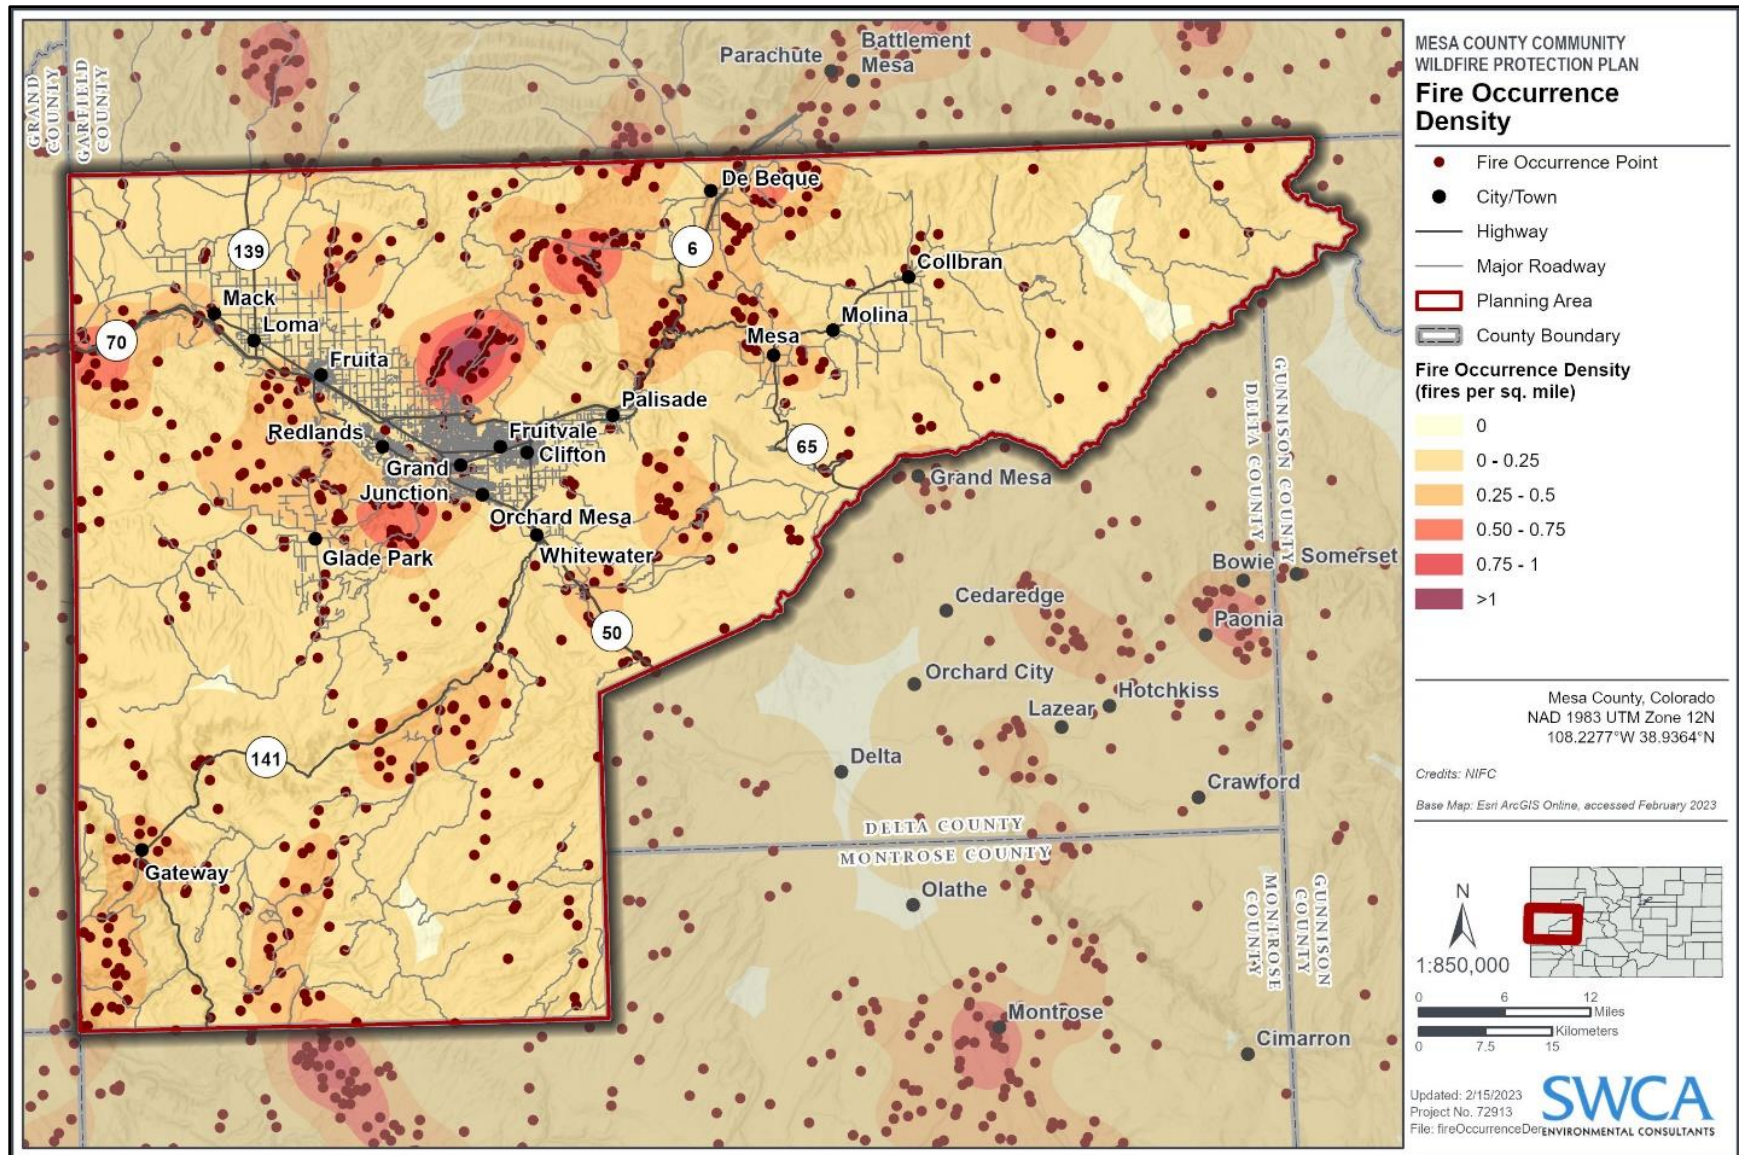 Parachute
Battlement
Mesa
GRAND
COUNTY
GARFIELD
COUNTY
De Beque
139
6
Collbran
Mack
Molina
Loma
70
Mesa
Fruita
Palisade
Redlands
Fruitvale
65
Clifton
Grand
Junction
Grand Mesa
Orchard Mesa
Glade Park
Whitewater
DELTA COUNTY
GUNNISON COUNTY
Bowie
Somerset
Cedaredge
Paonia
50
Orchard City
Hotchkiss
Lazear
141
Delta
Crawford
DELTA COUNTY
MONTROSE COUNTY
Gateway
Olathe
MONTROSE
COUNTY
GUNNISON
COUNTY
Montrose
Cimarron
MESA COUNTY COMMUNITY
WILDFIRE PROTECTION PLAN
Fire Occurrence
Density
Fire Occurrence Point
City/Town
Highway
Major Roadway
Planning Area
County Boundary
Fire Occurrence Density
(fires per sq. mile)
0
0 - 0.25
0.25 - 0.5
0.50 - 0.75
0.75 - 1
>1
Mesa County, Colorado
NAD 1983 UTM Zone 12N
108.2277°W 38.9364°N
Credits: NIFC
Base Map: Esri ArcGIS Online, accessed February 2023
N
1:850,000
0 6 12
Miles
Kilometers
0 7.5 15
Updated: 2/15/2023
Project No. 72913
File: fireOccurrenceDen
SWCA
ENVIRONMENTAL CONSULTANTS